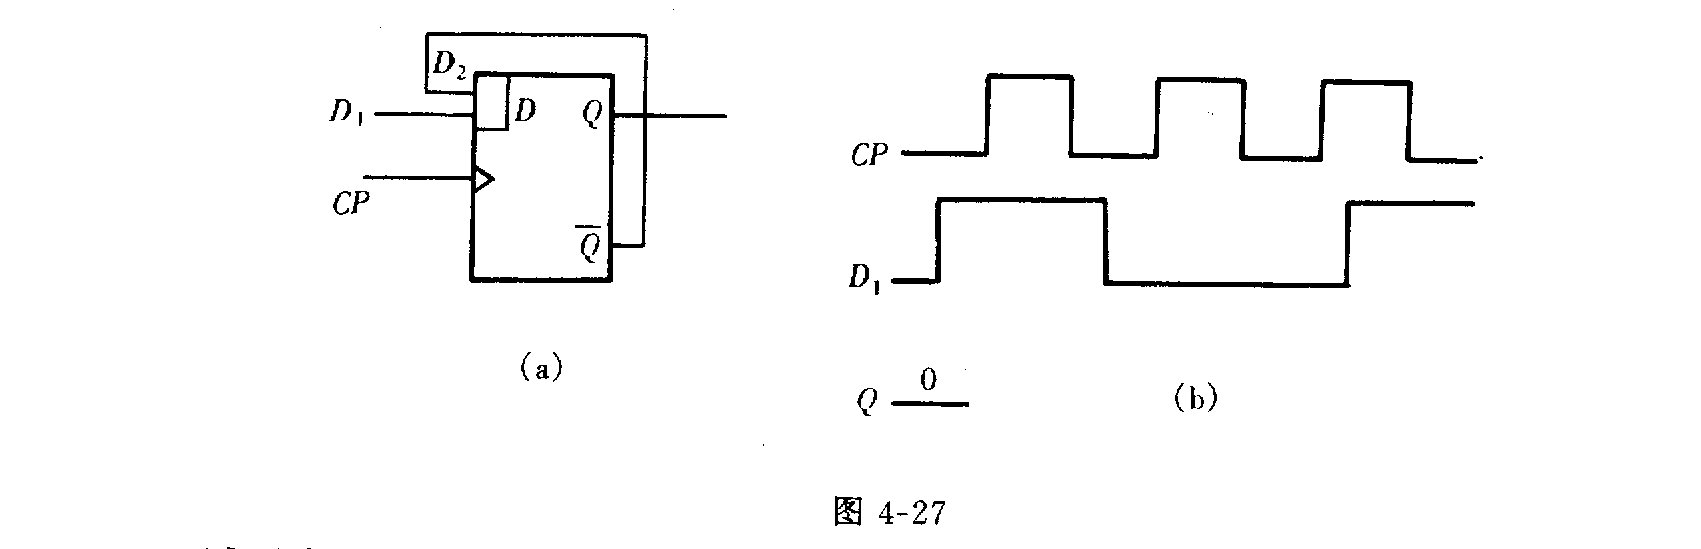 D₂
D₁ D Q
CP
Q̅
(a)
CP
D₁
Q 0
(b)
图 4-27